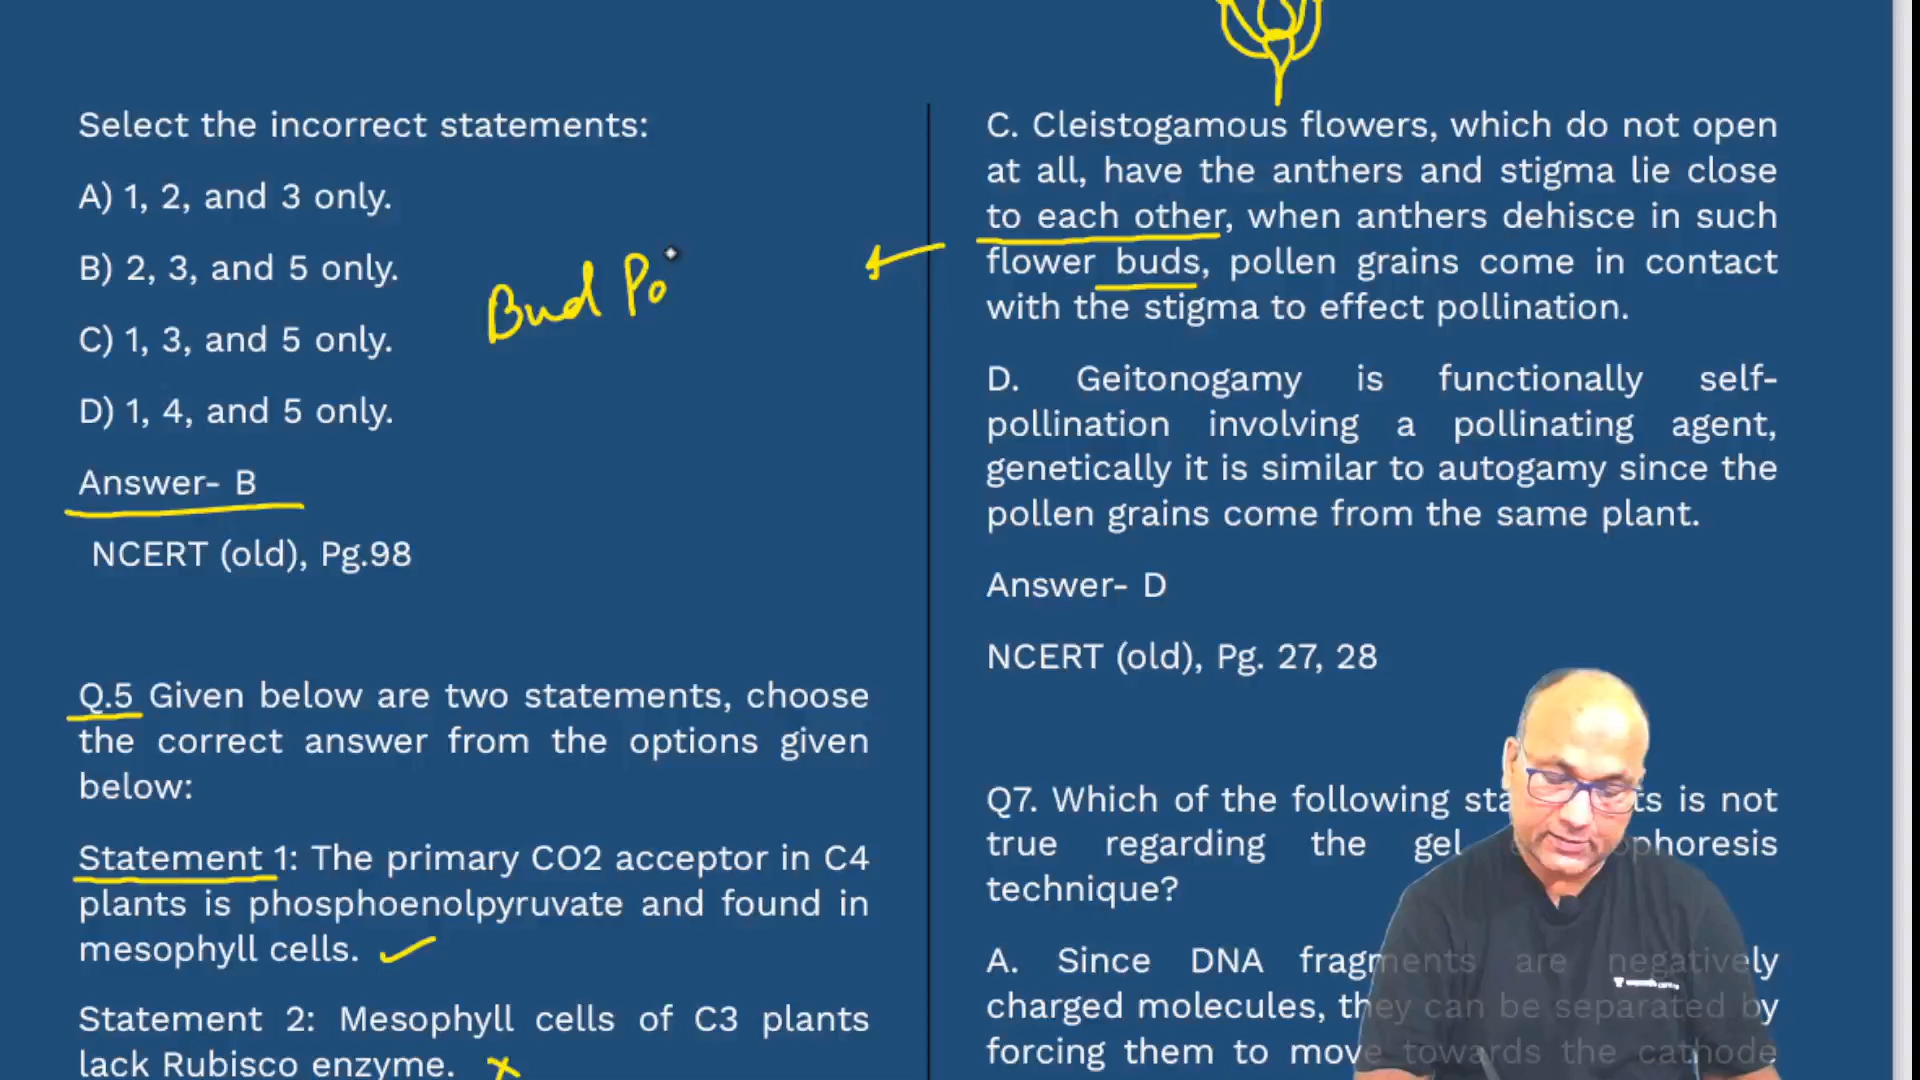 Select the incorrect statements:
A) 1, 2, and 3 only.
B) 2, 3, and 5 only.
C) 1, 3, and 5 only.
D) 1, 4, and 5 only.
Bud Po
Answer- B
NCERT (old), Pg.98
Q.5 Given below are two statements, choose
the correct answer from the options given
below:
Statement 1: The primary CO2 acceptor in C4
plants is phosphoenolpyruvate and found in
mesophyll cells.
Statement 2: Mesophyll cells of C3 plants
lack Rubisco enzyme.
C. Cleistogamous flowers, which do not open
at all, have the anthers and stigma lie close
to each other, when anthers dehisce in such
flower buds, pollen grains come in contact
with the stigma to effect pollination.
D. Geitonogamy is functionally self-
pollination involving a pollinating agent,
genetically it is similar to autogamy since the
pollen grains come from the same plant.
Answer- D
NCERT (old), Pg. 27, 28
Q7. Which of the following sta ts is not
true regarding the gel phoresis
technique?
A. Since DNA fragments are negatively
charged molecules, they can be separated by
forcing them to move towards the cathode